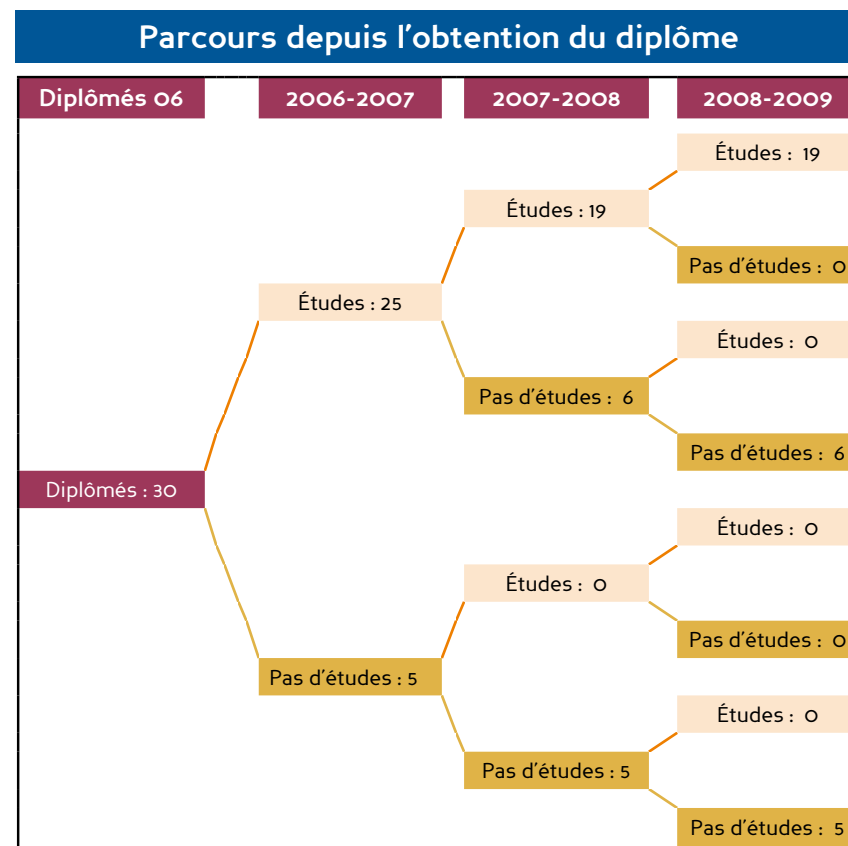 Parcours depuis l'obtention du diplôme
Diplômés 06 2006-2007 2007-2008 2008-2009
Études : 19
Études : 19
Pas d'études : 0
Études : 25
Études : 0
Pas d'études : 6
Pas d'études : 6
Diplômés : 30
Études : 0
Études : 0
Pas d'études : 0
Pas d'études : 5
Études : 0
Pas d'études : 5
Pas d'études : 5